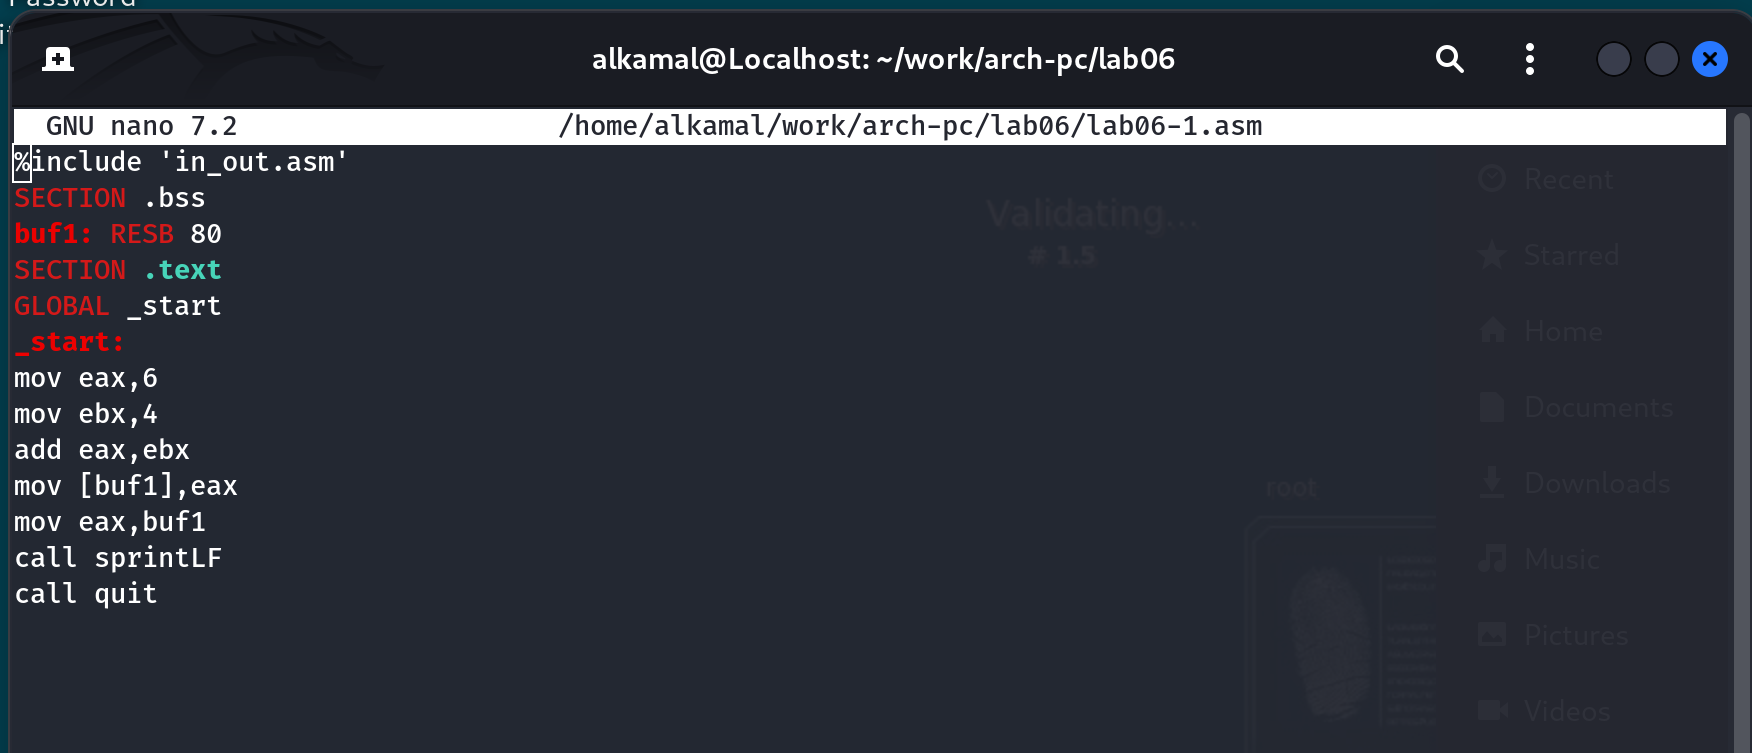 Password
alkamal@Localhost: ~/work/arch-pc/lab06
GNU nano 7.2 /home/alkamal/work/arch-pc/lab06/lab06-1.asm
%include 'in_out.asm'
SECTION .bss
buf1: RESB 80
SECTION .text
GLOBAL _start
_start:
mov eax,6
mov ebx,4
add eax,ebx
mov [buf1],eax
mov eax,buf1
call sprintLF
call quit
Validating...
# 1.5
root
Recent
Starred
Home
Documents
Downloads
Music
Pictures
Videos